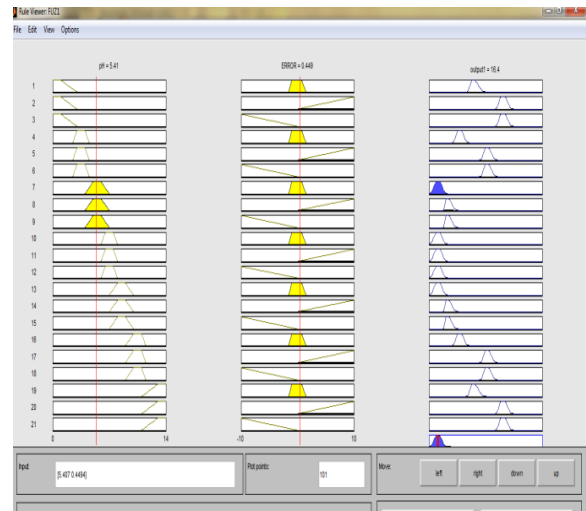 Rule Viewer: FUZ1
File Edit View Options
pH = 5.41
ERROR = 0.449
output1 = 16.4
1
2
3
4
5
6
7
8
9
10
11
12
13
14
15
16
17
18
19
20
21
0 14
-10 10
Input:
[5.407 0.4494]
Plot points:
101
Move:
left right down up